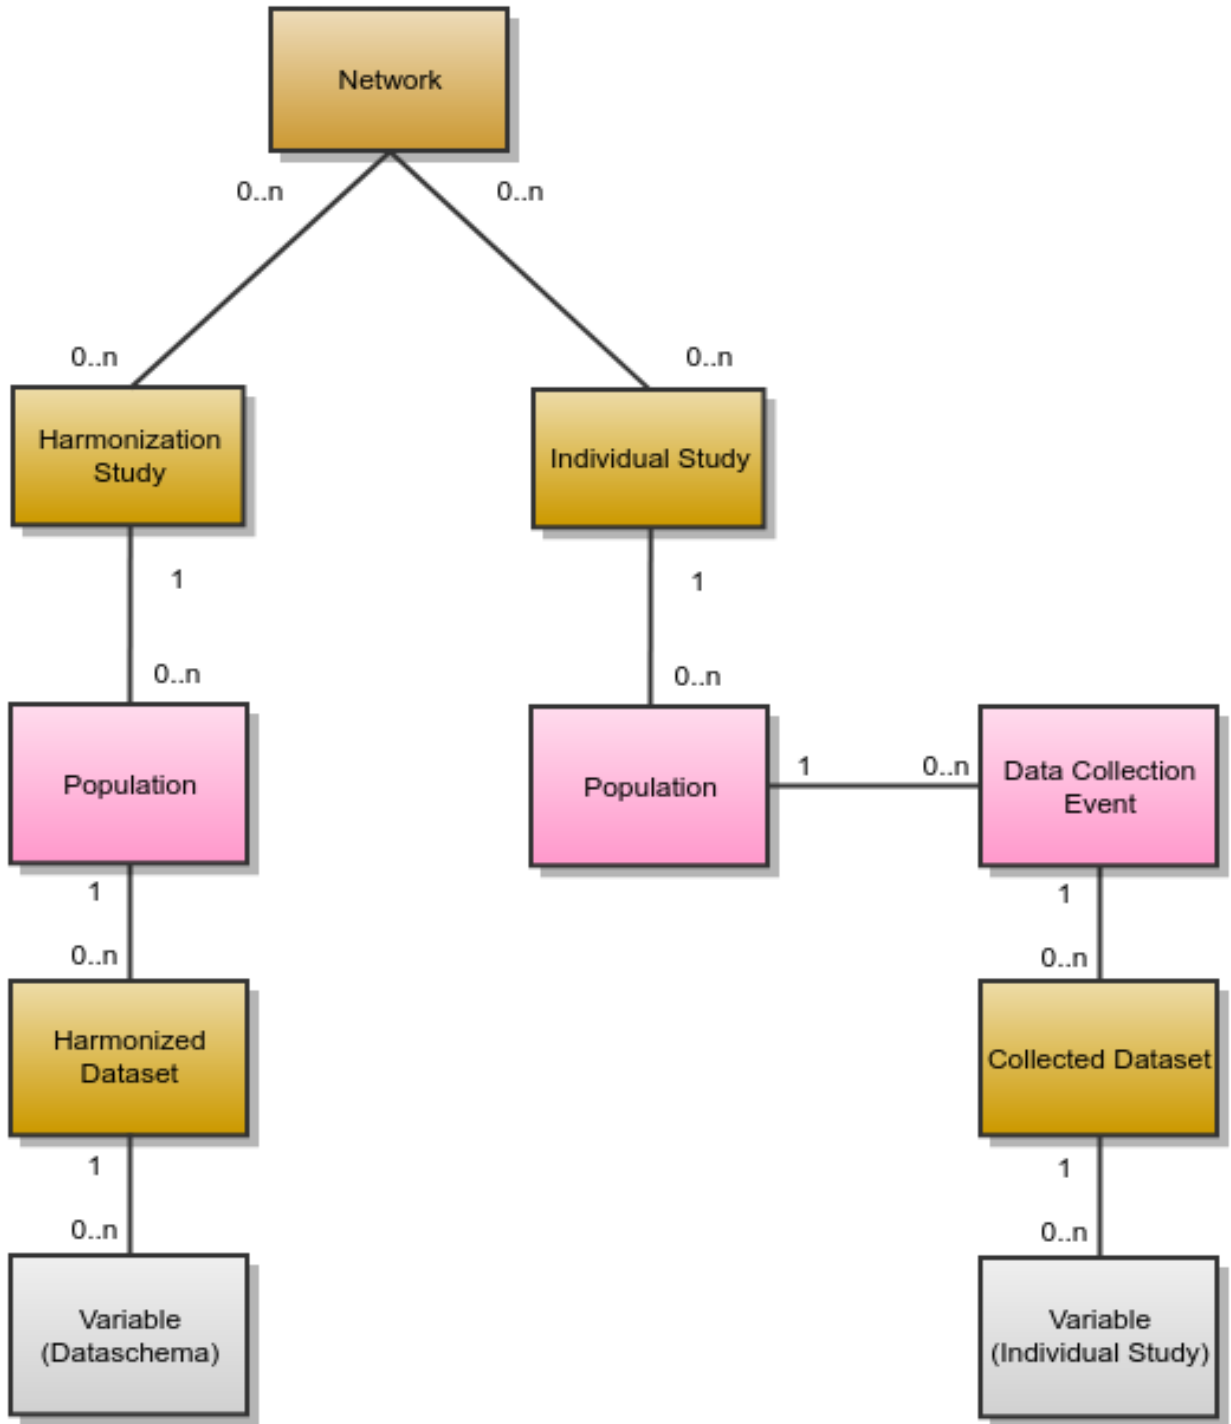 Network
0..n
0..n
0..n
0..n
Harmonization
Study
Individual Study
1
1
0..n
0..n
Population
Population
1
0..n
Data Collection
Event
1
1
0..n
0..n
Harmonized
Dataset
Collected Dataset
1
1
0..n
0..n
Variable
(Dataschema)
Variable
(Individual Study)